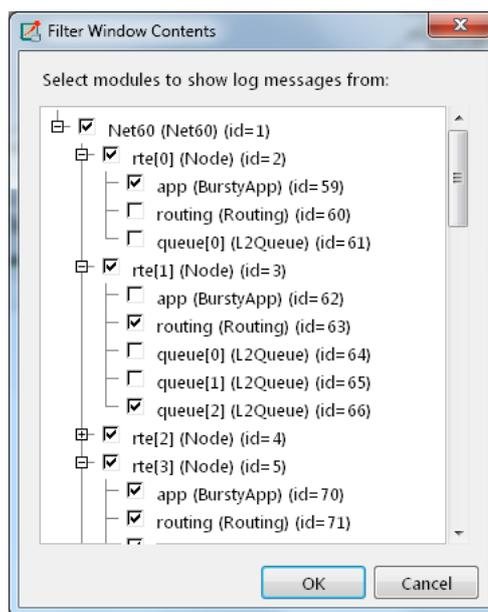 Filter Window Contents
Select modules to show log messages from:
Net60 (Net60) (id=1)
rte[0] (Node) (id=2)
app (BurstyApp) (id=59)
routing (Routing) (id=60)
queue[0] (L2Queue) (id=61)
rte[1] (Node) (id=3)
app (BurstyApp) (id=62)
routing (Routing) (id=63)
queue[0] (L2Queue) (id=64)
queue[1] (L2Queue) (id=65)
queue[2] (L2Queue) (id=66)
rte[2] (Node) (id=4)
rte[3] (Node) (id=5)
app (BurstyApp) (id=70)
routing (Routing) (id=71)
OK Cancel